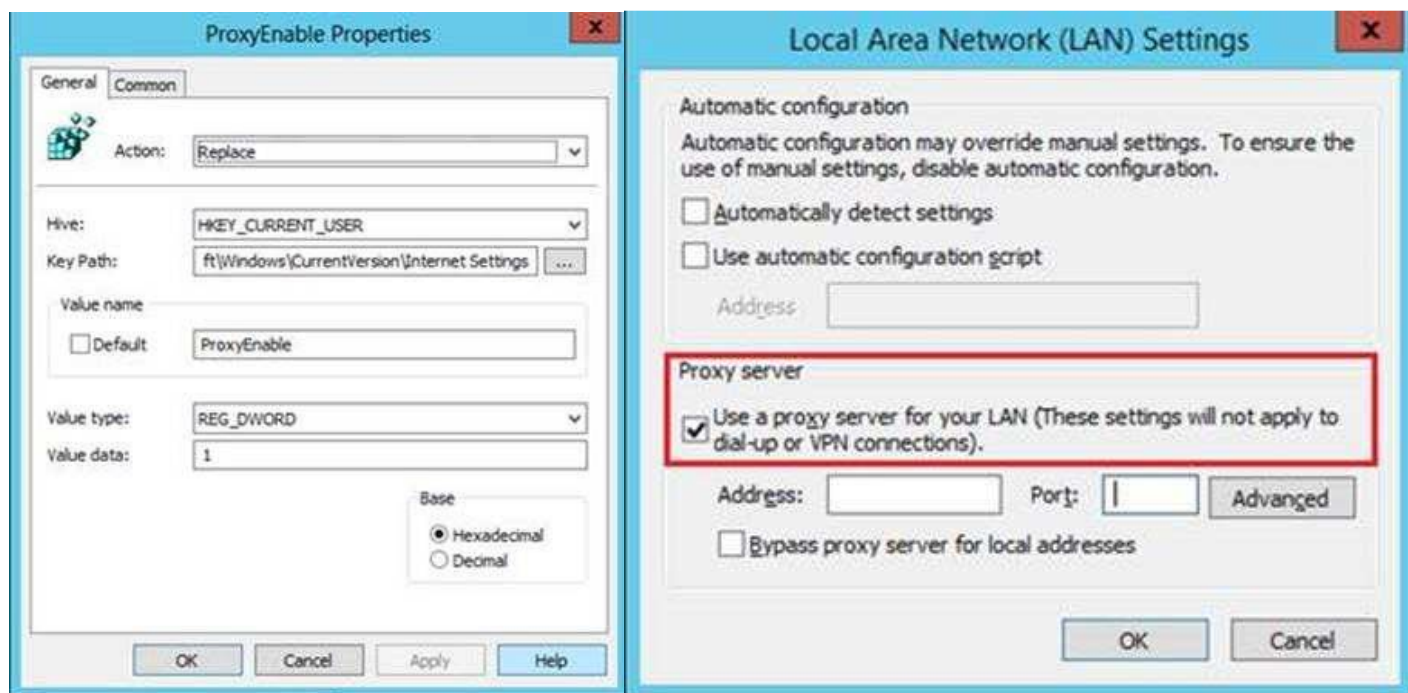 ProxyEnable Properties
x
General
Common
Action:
Replace
Hive:
HKEY_CURRENT_USER
Key Path:
ft\Windows\CurrentVersion\Internet Settings
...
Value name
Default
ProxyEnable
Value type:
REG_DWORD
Value data:
1
Base
Hexadecimal
Decimal
OK
Cancel
Apply
Help
Local Area Network (LAN) Settings
x
Automatic configuration
Automatic configuration may override manual settings. To ensure the
use of manual settings, disable automatic configuration.
Automatically detect settings
Use automatic configuration script
Address
Proxy server
Use a proxy server for your LAN (These settings will not apply to
dial-up or VPN connections).
Address:
Port:
Advanced
Bypass proxy server for local addresses
OK
Cancel